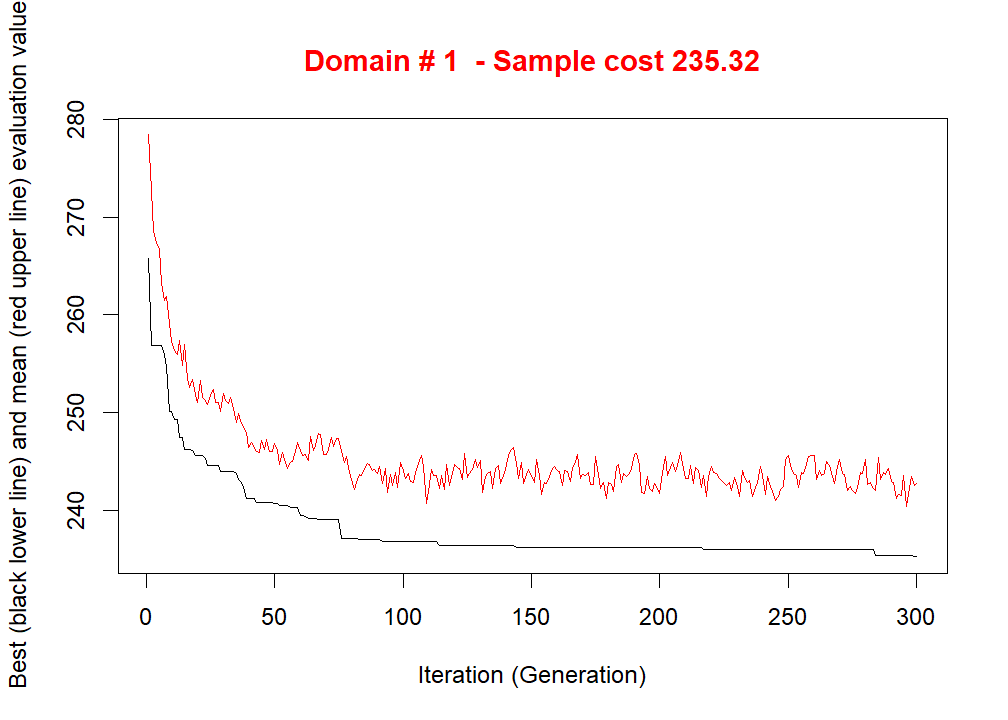 Domain # 1  - Sample cost 235.32
Best (black lower line) and mean (red upper line) evaluation value
280
270
260
250
240
0 50 100 150 200 250 300
Iteration (Generation)